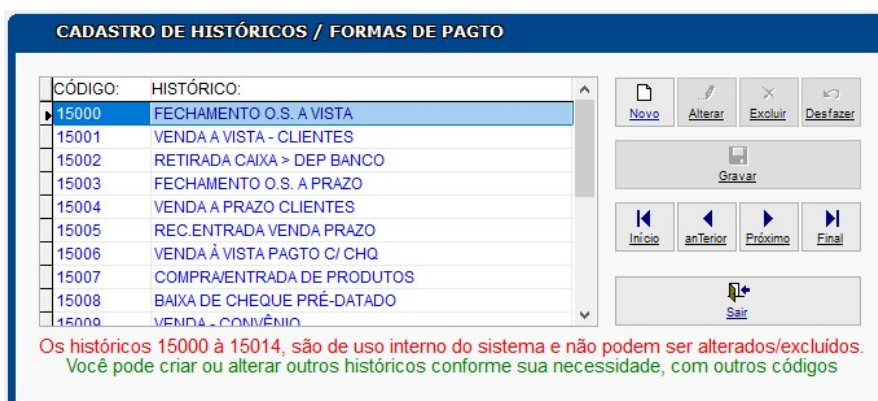 CADASTRO DE HISTÓRICOS / FORMAS DE PAGTO
CÓDIGO: HISTÓRICO:
15000 FECHAMENTO O.S. A VISTA
15001 VENDA A VISTA - CLIENTES
15002 RETIRADA CAIXA > DEP BANCO
15003 FECHAMENTO O.S. A PRAZO
15004 VENDA A PRAZO CLIENTES
15005 REC.ENTRADA VENDA PRAZO
15006 VENDA À VISTA PAGTO C/ CHQ
15007 COMPRA/ENTRADA DE PRODUTOS
15008 BAIXA DE CHEQUE PRÉ-DATADO
15009 VENDA - CONVÊNIO
Novo Alterar Excluir Desfazer
Gravar
Início anTerior Próximo Final
Sair
Os históricos 15000 à 15014, são de uso interno do sistema e não podem ser alterados/excluídos.
Você pode criar ou alterar outros históricos conforme sua necessidade, com outros códigos